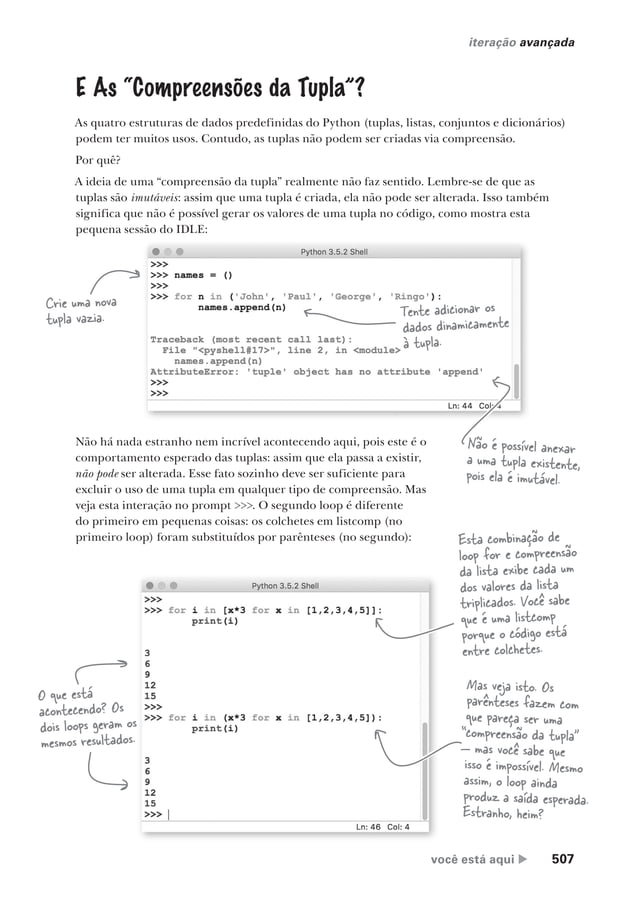 iteração avançada
E As “Compreensões da Tupla”?
As quatro estruturas de dados predefinidas do Python (tuplas, listas, conjuntos e dicionários)
podem ter muitos usos. Contudo, as tuplas não podem ser criadas via compreensão.
Por quê?
A ideia de uma “compreensão da tupla” realmente não faz sentido. Lembre-se de que as
tuplas são imutáveis: assim que uma tupla é criada, ela não pode ser alterada. Isso também
significa que não é possível gerar os valores de uma tupla no código, como mostra esta
pequena sessão do IDLE:
Python 3.5.2 Shell
>>>
>>> names = ()
>>>
>>> for n in ('John', 'Paul', 'George', 'Ringo'):
names.append(n)
Traceback (most recent call last):
File "<pyshell#17>", line 2, in <module>
names.append(n)
AttributeError: 'tuple' object has no attribute 'append'
>>>
>>>
Ln: 44 Col: 4
Crie uma nova
tupla vazia.
Tente adicionar os
dados dinamicamente
à tupla.
Não é possível anexar
a uma tupla existente,
pois ela é imutável.
Não há nada estranho nem incrível acontecendo aqui, pois este é o
comportamento esperado das tuplas: assim que ela passa a existir,
não pode ser alterada. Esse fato sozinho deve ser suficiente para
excluir o uso de uma tupla em qualquer tipo de compreensão. Mas
veja esta interação no prompt >>>. O segundo loop é diferente
do primeiro em pequenas coisas: os colchetes em listcomp (no
primeiro loop) foram substituídos por parênteses (no segundo):
Python 3.5.2 Shell
>>>
>>> for i in [x*3 for x in [1,2,3,4,5]]:
print(i)
3
6
9
12
15
>>>
>>> for i in (x*3 for x in [1,2,3,4,5]):
print(i)
3
6
9
12
15
>>>
Ln: 46 Col: 4
O que está
acontecendo? Os
dois loops geram os
mesmos resultados.
Esta combinação de
loop for e compreensão
da lista exibe cada um
dos valores da lista
triplicados. Você sabe
que é uma listcomp
porque o código está
entre colchetes.
Mas veja isto. Os
parênteses fazem com
que pareça ser uma
“compreensão da tupla”
— mas você sabe que
isso é impossível. Mesmo
assim, o loop ainda
produz a saída esperada.
Estranho, heim?
você está aqui ▶ 507